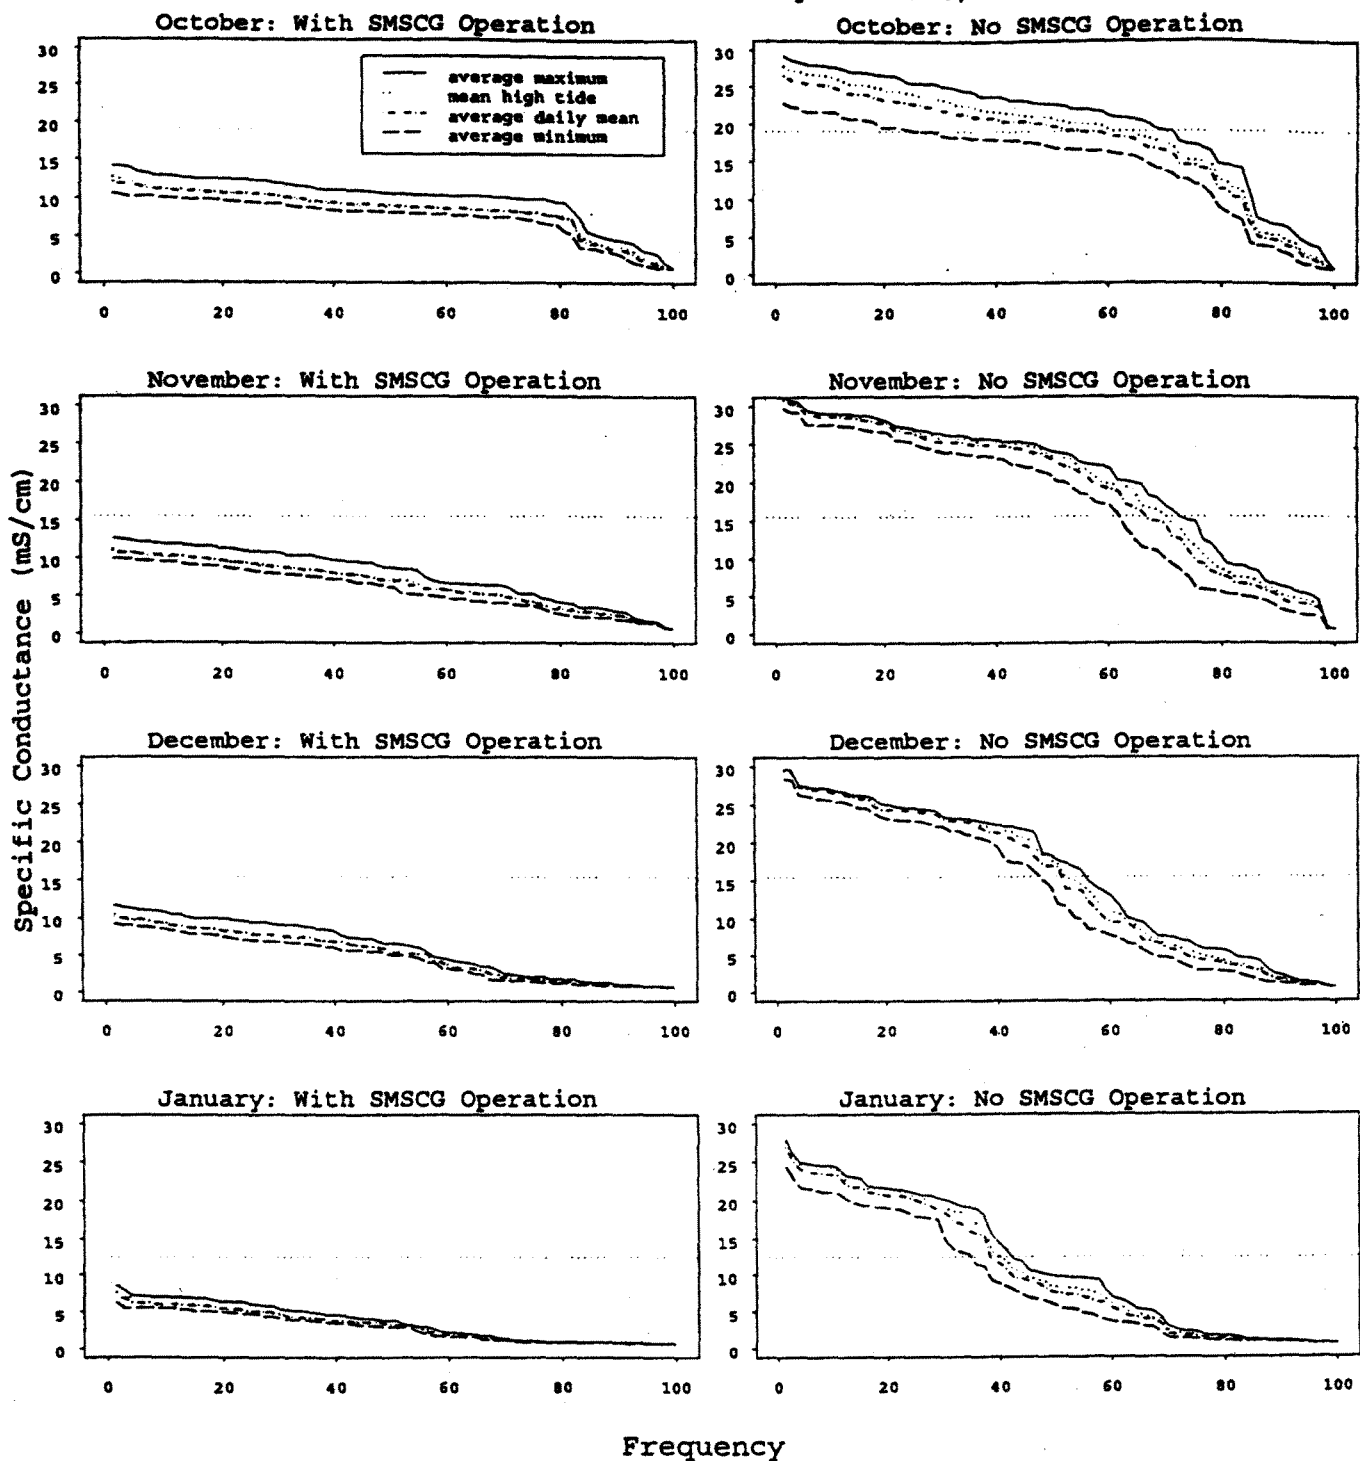 October: With SMSCG Operation
30
25
20
15
10
5
0
average maximum
mean high tide
average daily mean
average minimum
0 20 40 60 80 100
October: No SMSCG Operation
30
25
20
15
10
5
0
0 20 40 60 80 100
November: With SMSCG Operation
30
25
20
15
10
5
0
0 20 40 60 80 100
November: No SMSCG Operation
30
25
20
15
10
5
0
0 20 40 60 80 100
Specific Conductance (mS/cm)
December: With SMSCG Operation
30
25
20
15
10
5
0
0 20 40 60 80 100
December: No SMSCG Operation
30
25
20
15
10
5
0
0 20 40 60 80 100
January: With SMSCG Operation
30
25
20
15
10
5
0
0 20 40 60 80 100
January: No SMSCG Operation
30
25
20
15
10
5
0
0 20 40 60 80 100
Frequency